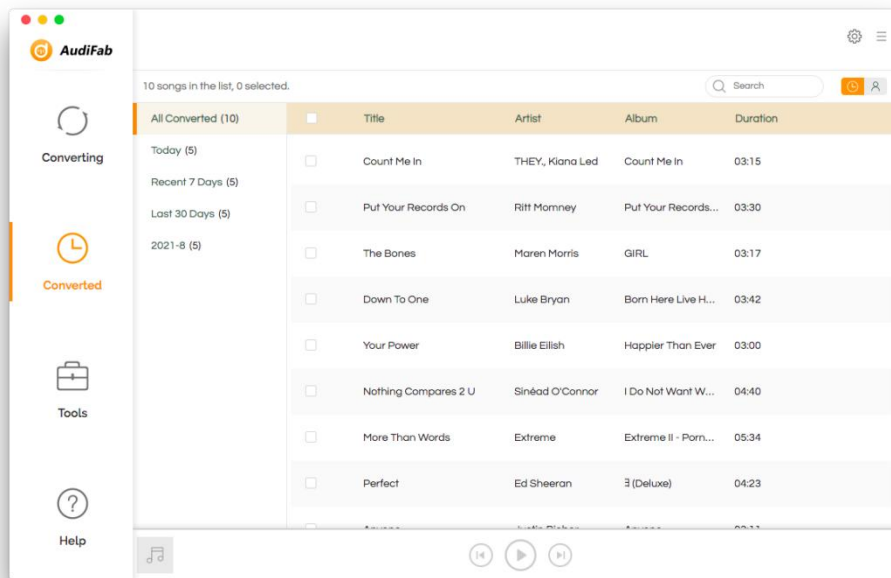 AudiFab
10 songs in the list, 0 selected.
Search
Converting
Converted
Tools
Help
All Converted (10)
Today (5)
Recent 7 Days (5)
Last 30 Days (5)
2021-8 (5)
Title Artist Album Duration
Count Me In THEY., Kiana Led Count Me In 03:15
Put Your Records On Ritt Momney Put Your Records... 03:30
The Bones Maren Morris GIRL 03:17
Down To One Luke Bryan Born Here Live H... 03:42
Your Power Billie Eilish Happier Than Ever 03:00
Nothing Compares 2 U Sinéad O'Connor I Do Not Want W... 04:40
More Than Words Extreme Extreme II - Porn... 05:34
Perfect Ed Sheeran (Deluxe) 04:23